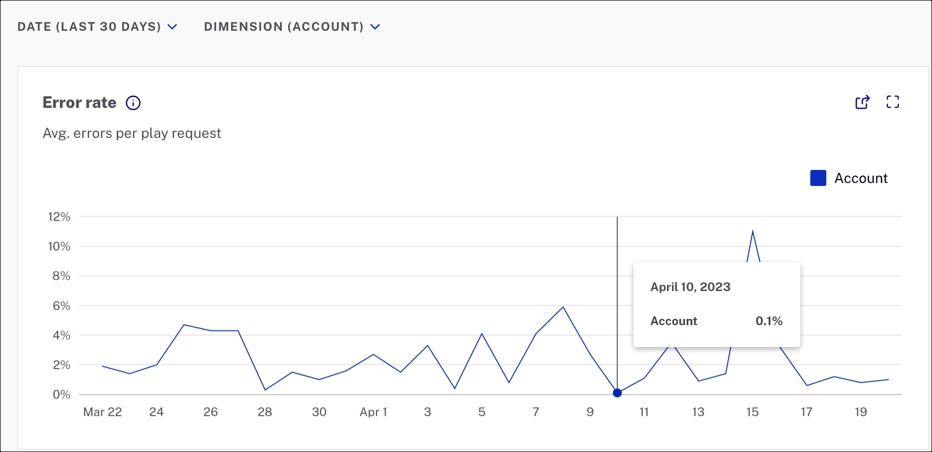 DATE (LAST 30 DAYS) DIMENSION (ACCOUNT)
Error rate
Avg. errors per play request
Account
12%
10%
8%
6%
4%
2%
0%
April 10, 2023
Account 0.1%
Mar 22 24 26 28 30 Apr 1 3 5 7 9 11 13 15 17 19